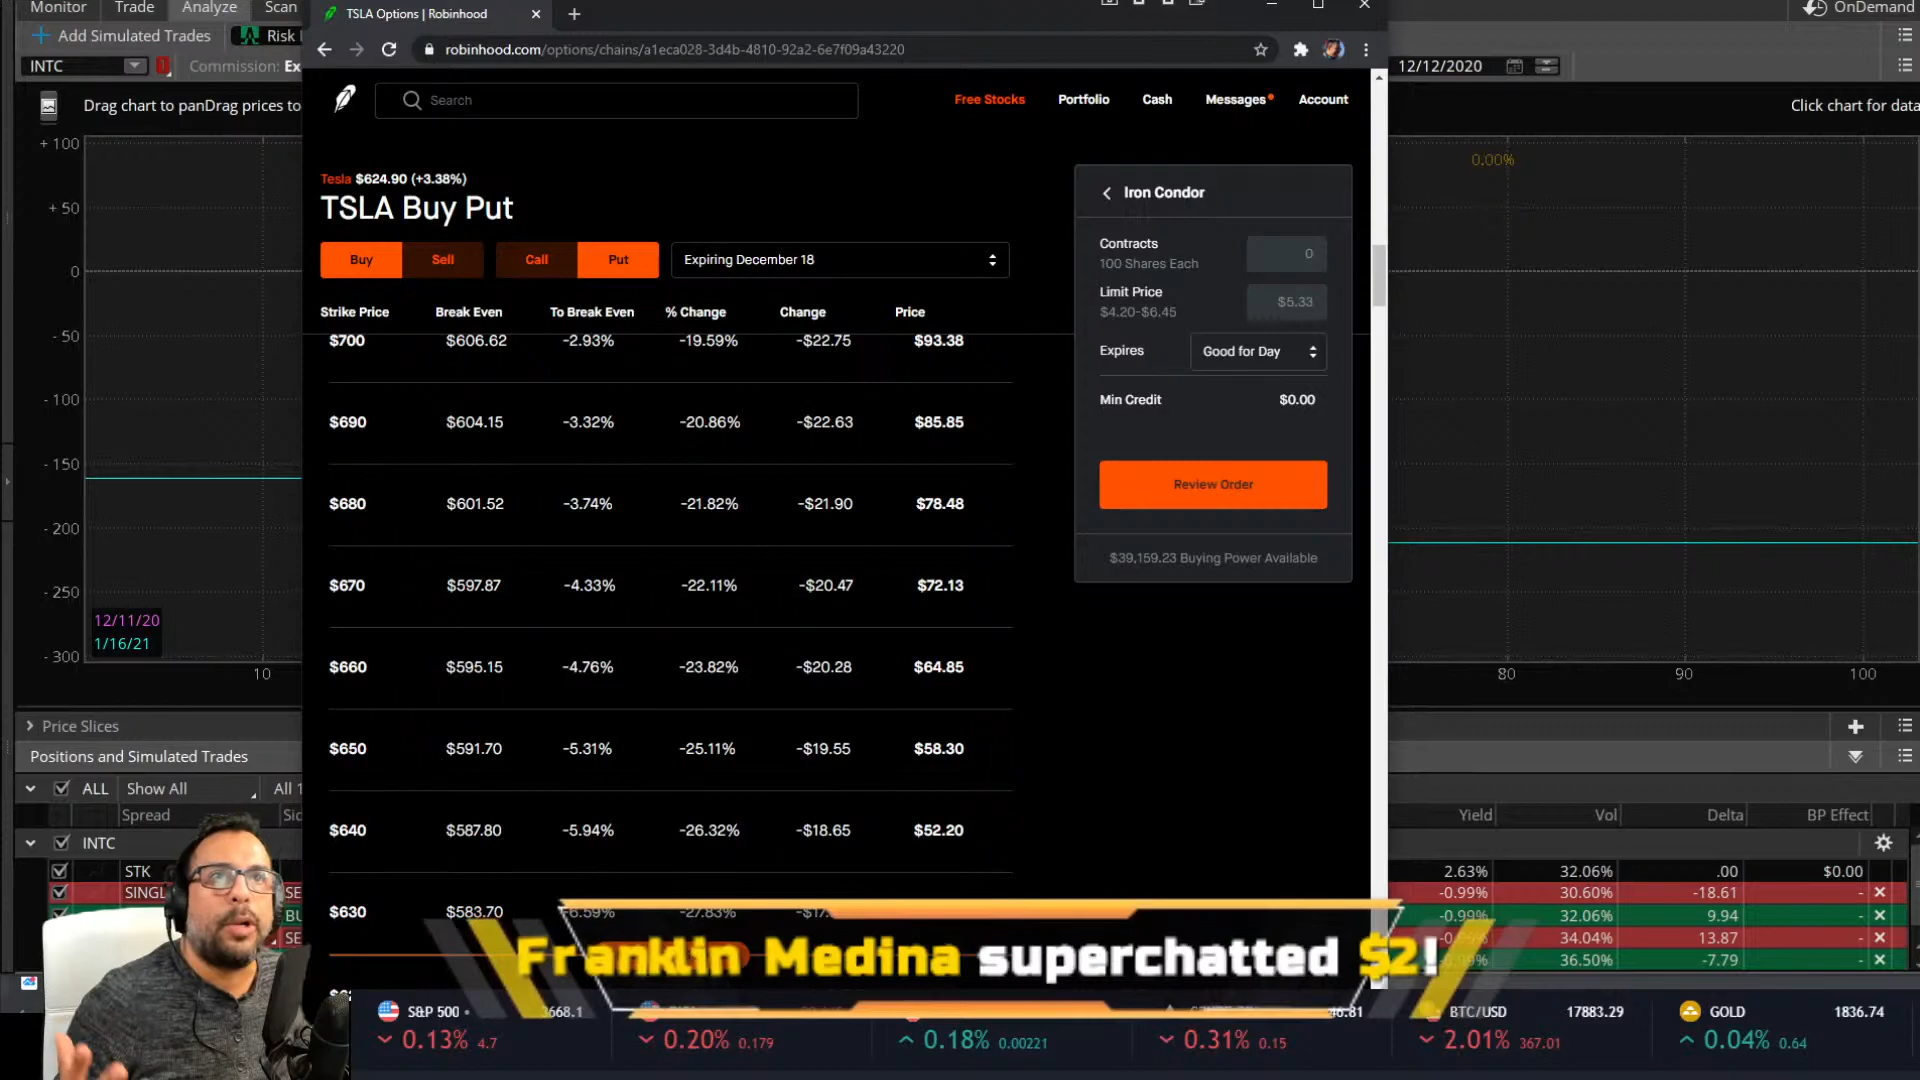 Monitor Trade Analyze Scan
OnDemand
Add Simulated Trades Risk
INTC Commission: Ex
12/12/2020
Drag chart to panDrag prices to
Click chart for data
+ 100
+ 50
0
- 50
- 100
- 150
- 200
- 250
- 300
12/11/20
1/16/21
10
0.00%
80 90 100
Price Slices
Positions and Simulated Trades
ALL Show All All 1
Spread
INTC
STK
SINGL
TSLA Options | Robinhood
robinhood.com/options/chains/a1eca028-3d4b-4810-92a2-6e7f09a43220
Search
Free Stocks Portfolio Cash Messages Account
Tesla $624.90 (+3.38%)
TSLA Buy Put
Buy Sell Call Put Expiring December 18
Strike Price Break Even To Break Even % Change Change Price
$700 $606.62 -2.93% -19.59% -$22.75 $93.38
$690 $604.15 -3.32% -20.86% -$22.63 $85.85
$680 $601.52 -3.74% -21.82% -$21.90 $78.48
$670 $597.87 -4.33% -22.11% -$20.47 $72.13
$660 $595.15 -4.76% -23.82% -$20.28 $64.85
$650 $591.70 -5.31% -25.11% -$19.55 $58.30
$640 $587.80 -5.94% -26.32% -$18.65 $52.20
$630 $583.70 -6.59% -27.83%
Iron Condor
Contracts 0
100 Shares Each
Limit Price $5.33
$4.20-$6.45
Expires Good for Day
Min Credit $0.00
Review Order
$39,159.23 Buying Power Available
Yield Vol Delta BP Effect
2.63% 32.06% .00 $0.00
-0.99% 30.60% -18.61 -
-0.99% 32.06% 9.94 -
34.04% 13.87 -
36.50% -7.79 -
Franklin Medina superchatted $2!
S&P 500 3668.1
0.13% 4.7
0.20% 0.179
0.18% 0.00221
46.81
0.31% 0.15
BTC/USD 17883.29
2.01% 367.01
GOLD 1836.74
0.04% 0.64